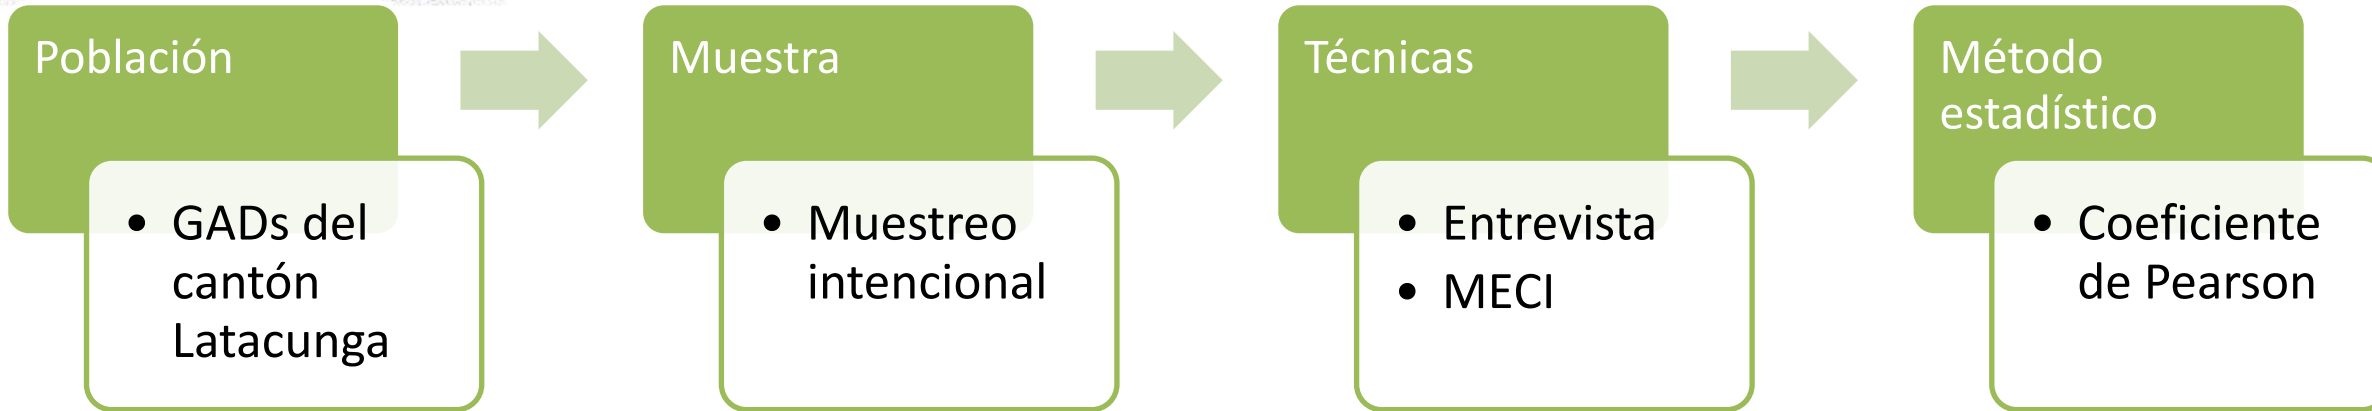 Población
• GADs del
cantón
Latacunga
Muestra
• Muestreo
intencional
Técnicas
• Entrevista
• MECI
Método
estadístico
• Coeficiente
de Pearson